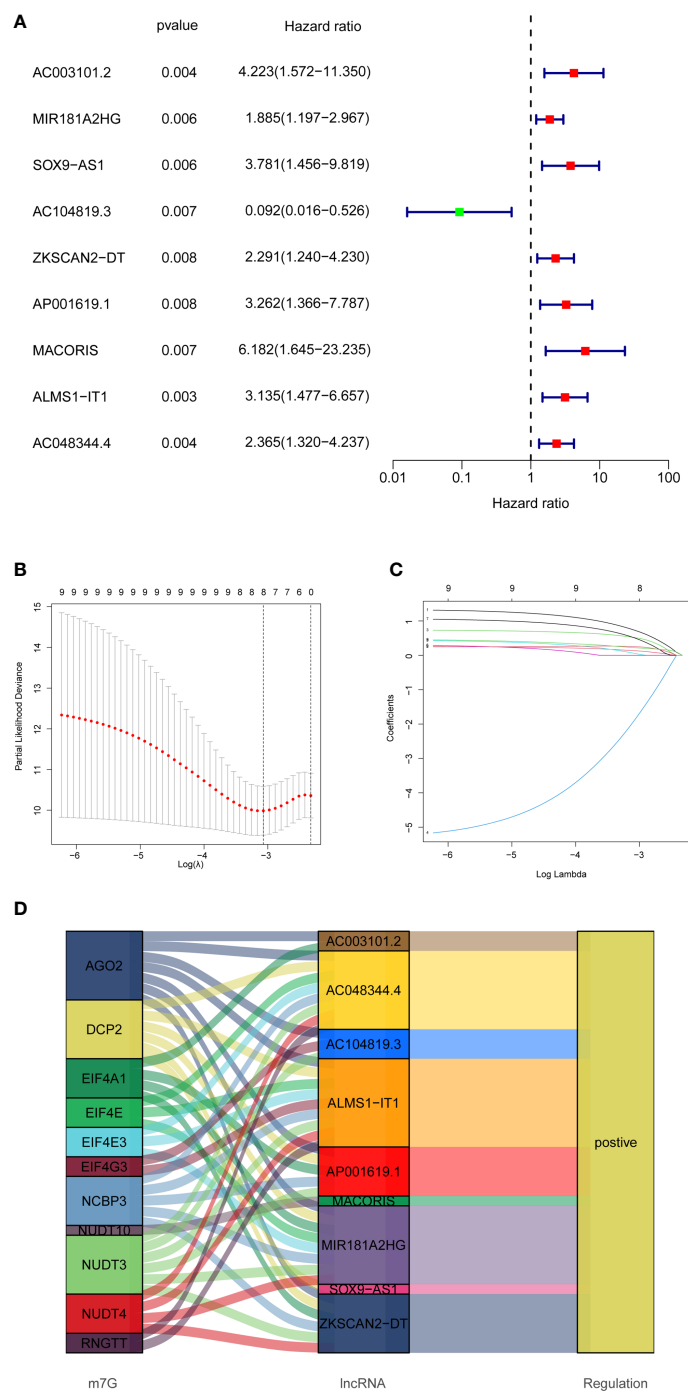 A
pvalue Hazard ratio
AC003101.2 0.004 4.223(1.572−11.350)
MIR181A2HG 0.006 1.885(1.197−2.967)
SOX9−AS1 0.006 3.781(1.456−9.819)
AC104819.3 0.007 0.092(0.016−0.526)
ZKSCAN2−DT 0.008 2.291(1.240−4.230)
AP001619.1 0.008 3.262(1.366−7.787)
MACORIS 0.007 6.182(1.645−23.235)
ALMS1−IT1 0.003 3.135(1.477−6.657)
AC048344.4 0.004 2.365(1.320−4.237)
0.01 0.1 1 10 100
Hazard ratio
B
9 9 9 9 9 9 9 9 9 9 9 9 9 9 8 8 8 7 7 6 0
15
14
13
12
11
10
Partial Likelihood Deviance
−6 −5 −4 −3
Log(λ)
C
9 9 9 8
1
0
−1
−2
−3
−4
−5
Coefficients
−6 −5 −4 −3
Log Lambda
D
AGO2
DCP2
EIF4A1
EIF4E
EIF4E3
EIF4G3
NCBP3
NUDT10
NUDT3
NUDT4
RNGTT
AC003101.2
AC048344.4
AC104819.3
ALMS1−IT1
AP001619.1
MACORIS
MIR181A2HG
SOX9−AS1
ZKSCAN2−DT
postive
m7G lncRNA Regulation